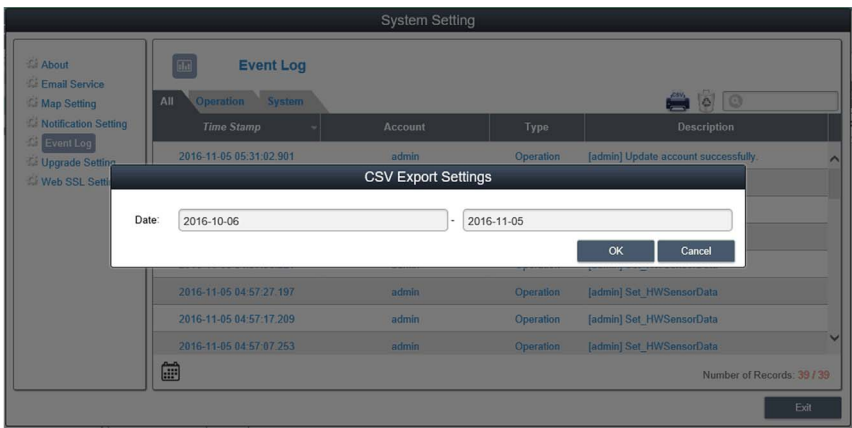 System Setting
About
Email Service
Map Setting
Notification Setting
Event Log
Upgrade Setting
Web SSL Setti
Event Log
All Operation System
CSV
Time Stamp Account Type Description
2016-11-05 05:31:02.901 admin Operation [admin] Update account successfully.
CSV Export Settings
Date: 2016-10-06 - 2016-11-05
OK Cancel
2016-11-05 04:57:27.197 admin Operation [admin] Set_HWSensorData
2016-11-05 04:57:17.209 admin Operation [admin] Set_HWSensorData
2016-11-05 04:57:07.253 admin Operation [admin] Set_HWSensorData
Number of Records: 39 / 39
Exit